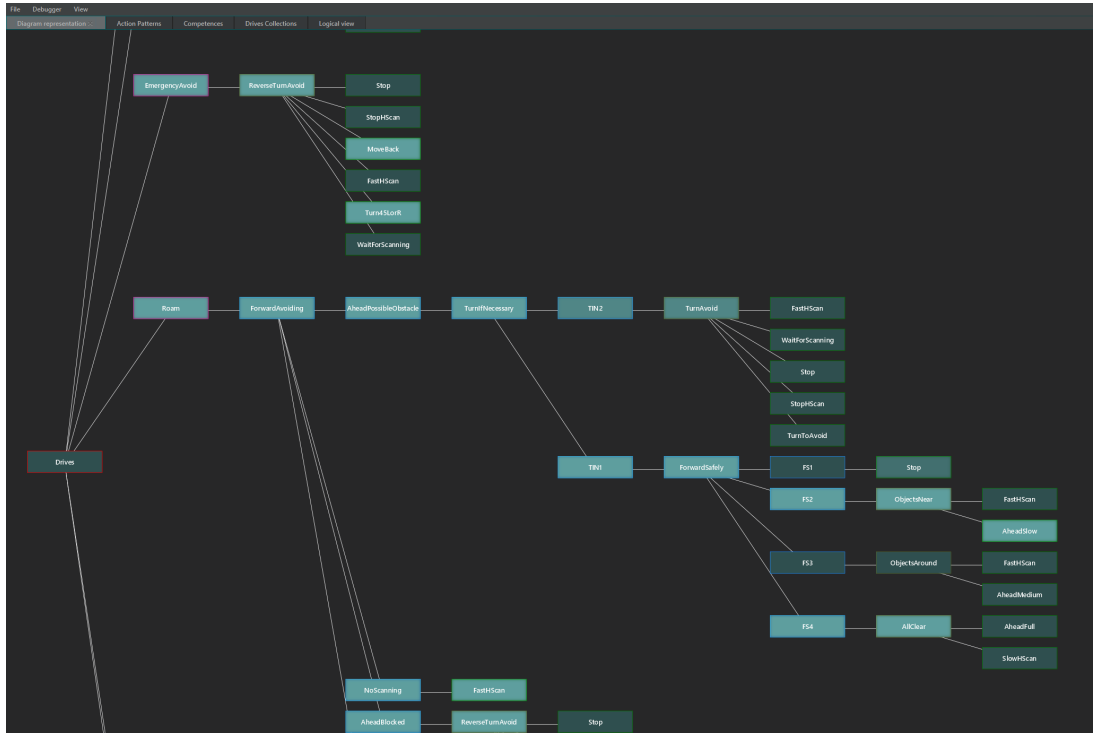 File Debugger View
Diagram representation ... Action Patterns Competences Drives Collections Logical view
EmergencyAvoid ReverseTurnAvoid Stop
StopHScan
MoveBack
FastHScan
Turn45LorR
WaitForScanning
Roam ForwardAvoiding AheadPossibleObstacle TurnIfNecessary TIN2 TurnAvoid FastHScan
WaitForScanning
Stop
StopHScan
TurnToAvoid
Drives
TIN1 ForwardSafely FS1 Stop
FS2 ObjectsNear FastHScan
AheadSlow
FS3 ObjectsAround FastHScan
AheadMedium
FS4 AllClear AheadFull
SlowHScan
NoScanning FastHScan
AheadBlocked ReverseTurnAvoid Stop